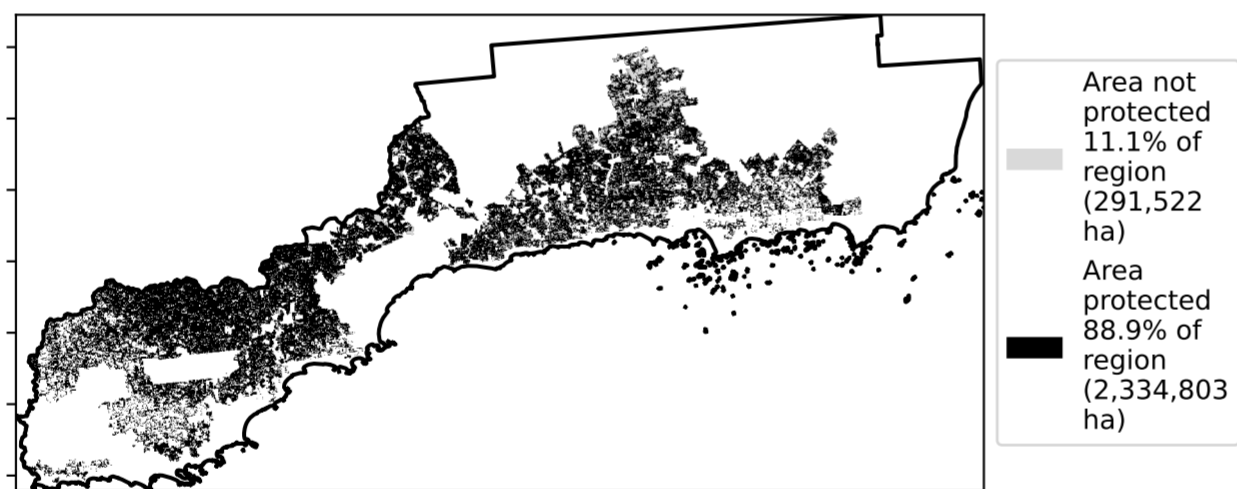 Area not
protected
11.1% of
region
(291,522
ha)
Area
protected
88.9% of
region
(2,334,803
ha)